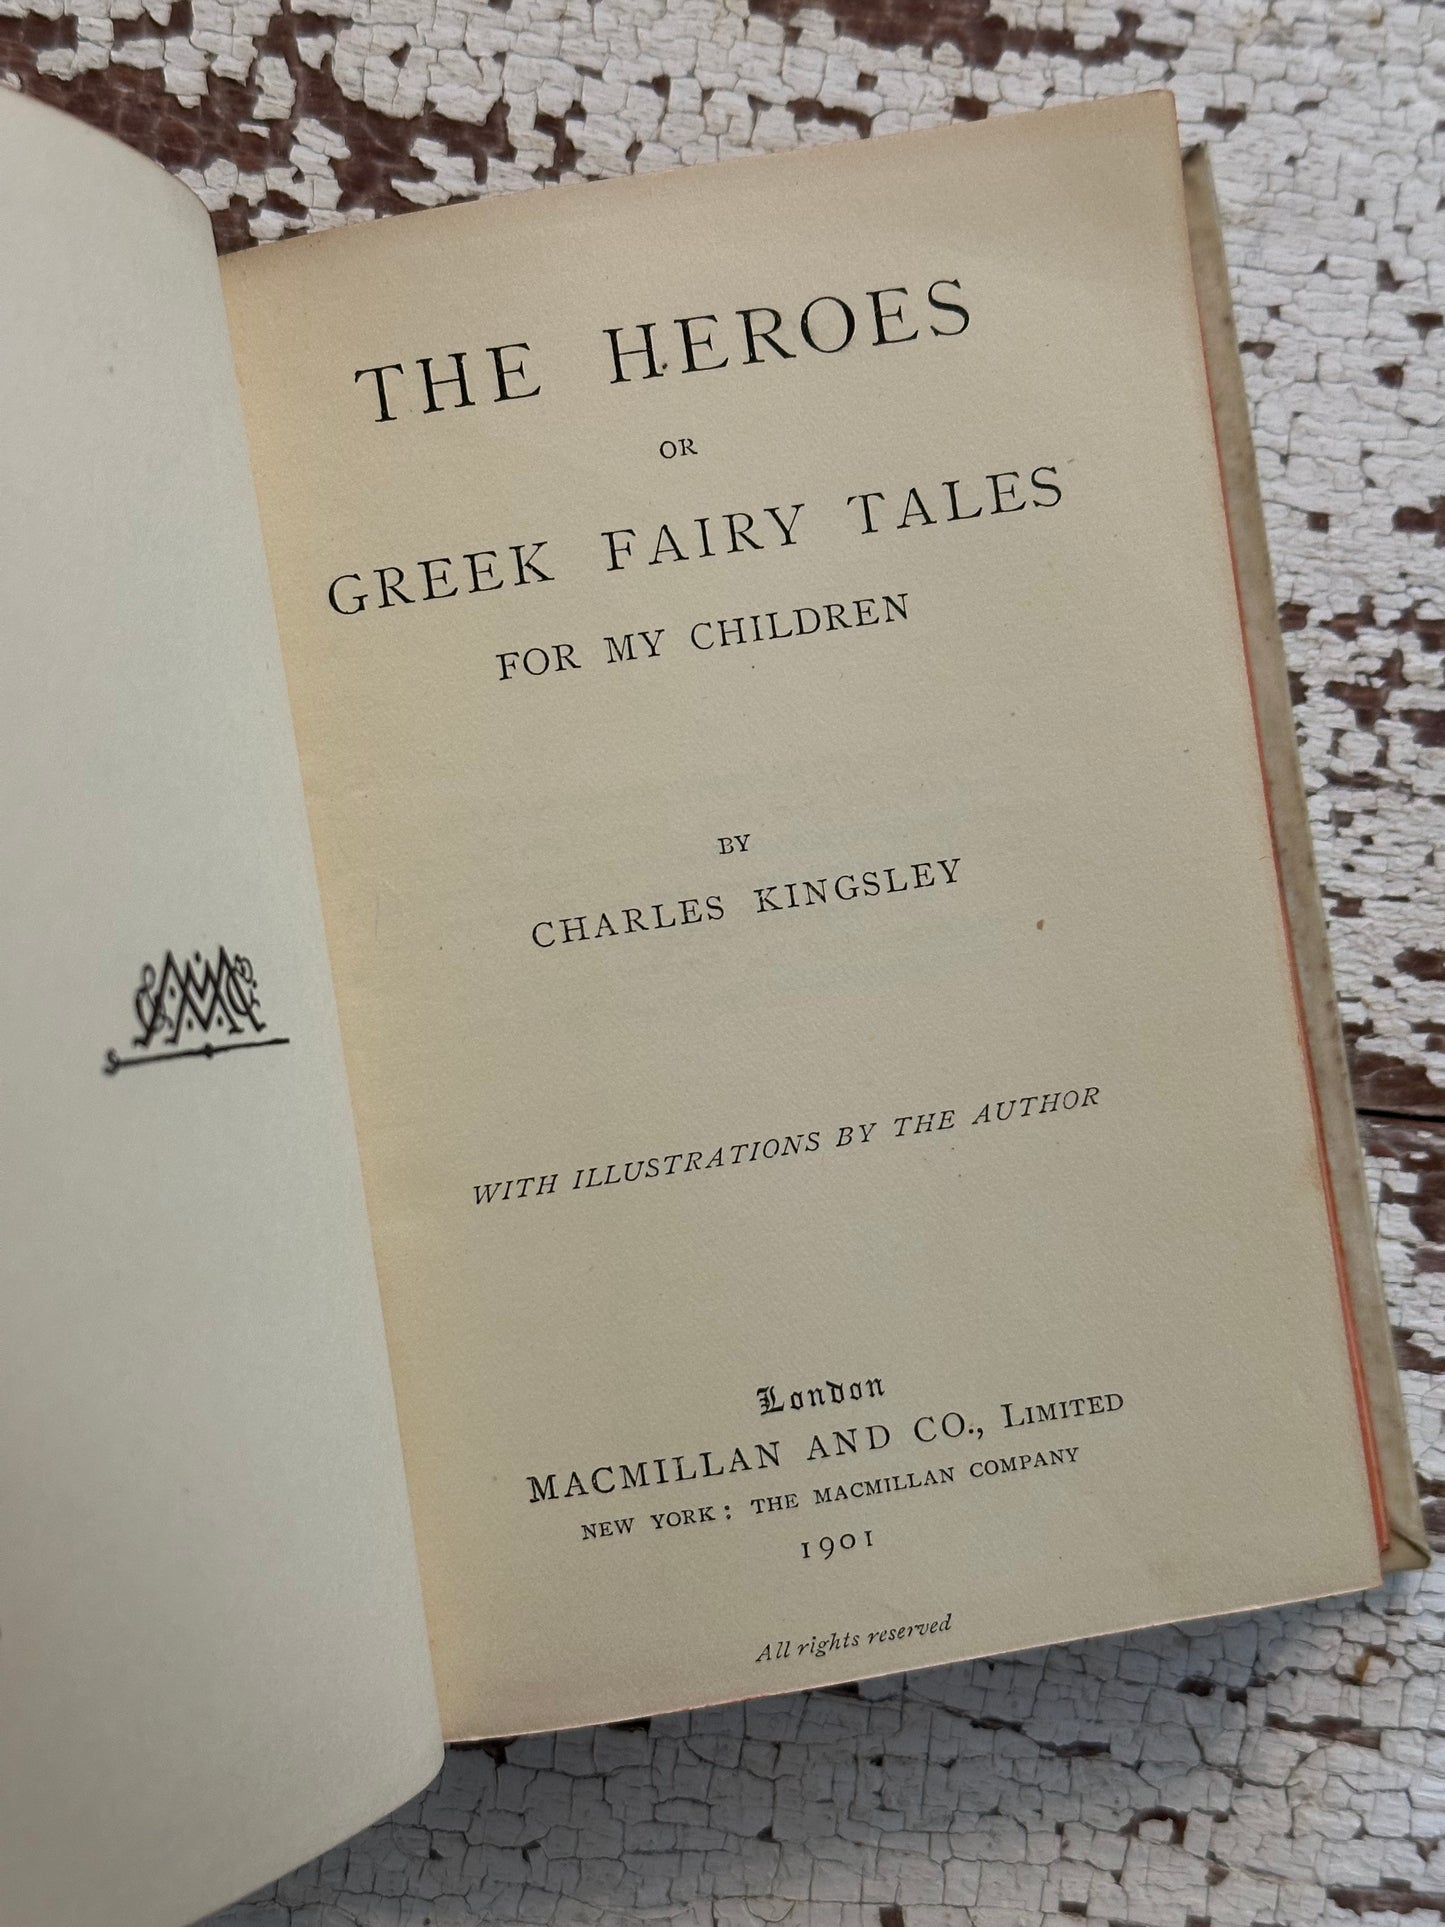 THE HEROES
OR
GREEK FAIRY TALES
FOR MY CHILDREN
BY
CHARLES KINGSLEY
WITH ILLUSTRATIONS BY THE AUTHOR
London
MACMILLAN AND CO., LIMITED
NEW YORK: THE MACMILLAN COMPANY
1901
All rights reserved